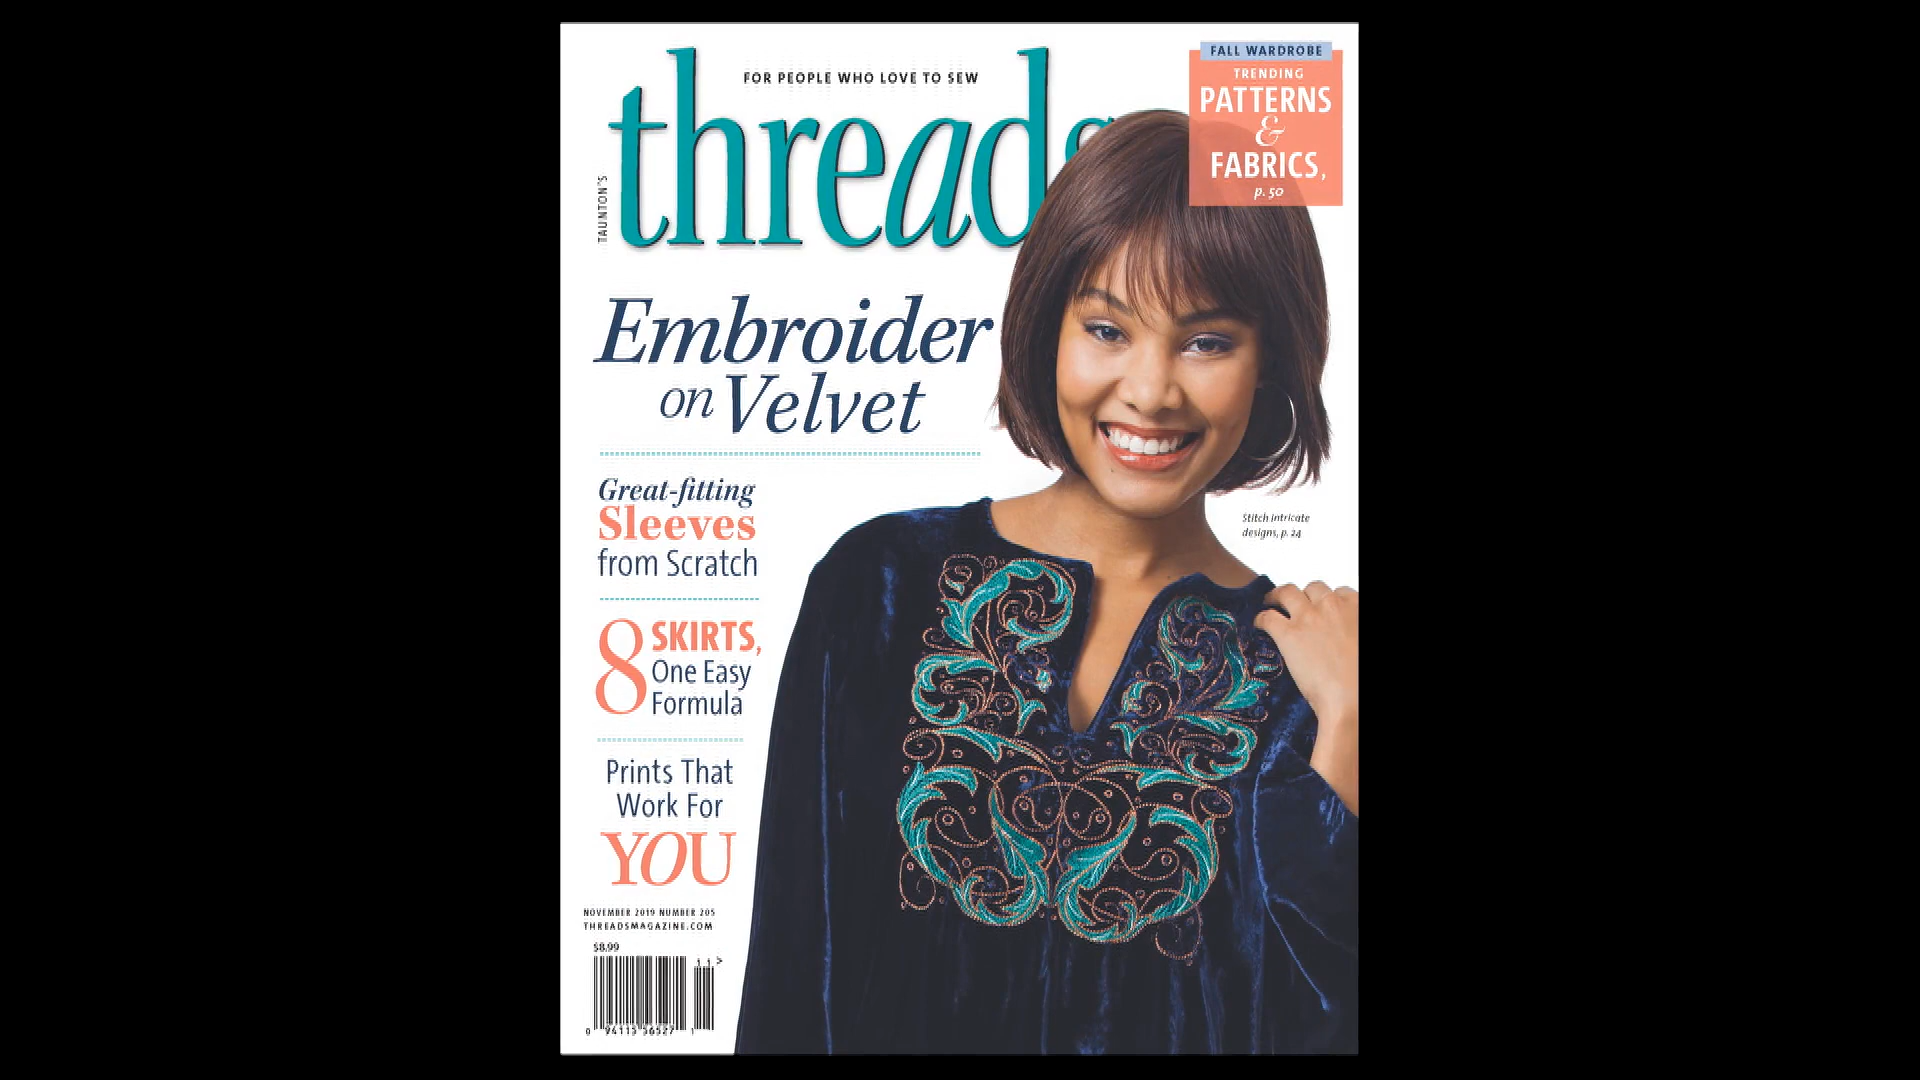 FOR PEOPLE WHO LOVE TO SEW
threads
TAUNTON'S
FALL WARDROBE
TRENDING
PATTERNS
&
FABRICS,
p. 50
Embroider
on Velvet
Great-fitting
Sleeves
from Scratch
Stitch intricate
designs, p. 24
8 SKIRTS,
One Easy
Formula
Prints That
Work For
YOU
NOVEMBER 2019 NUMBER 205
THREADSMAGAZINE.COM
$8.99
11>